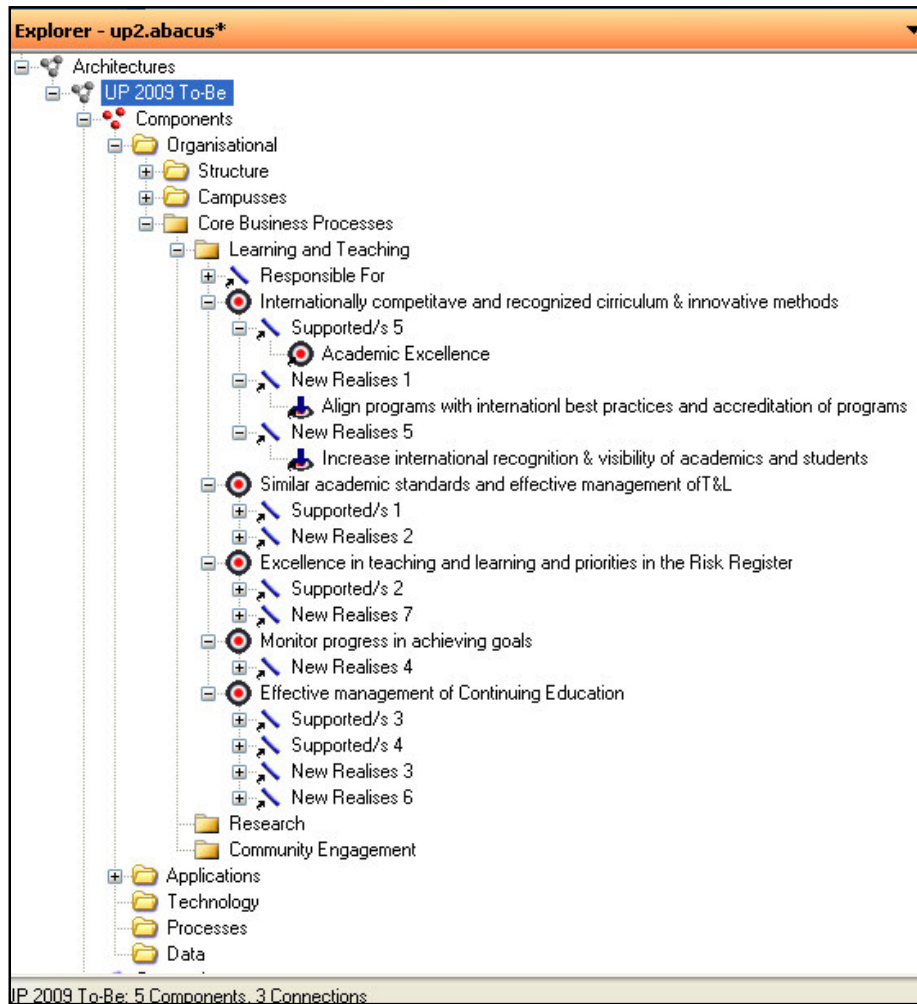 Explorer - up2.abacus*
Architectures
UP 2009 To-Be
Components
Organisational
Structure
Campusses
Core Business Processes
Learning and Teaching
Responsible For
Internationally competitave and recognized cirriculum & innovative methods
Supported/s 5
Academic Excellence
New Realises 1
Align programs with internationl best practices and accreditation of programs
New Realises 5
Increase international recognition & visibility of academics and students
Similar academic standards and effective management ofT&L
Supported/s 1
New Realises 2
Excellence in teaching and learning and priorities in the Risk Register
Supported/s 2
New Realises 7
Monitor progress in achieving goals
New Realises 4
Effective management of Continuing Education
Supported/s 3
Supported/s 4
New Realises 3
New Realises 6
Research
Community Engagement
Applications
Technology
Processes
Data
UP 2009 To-Be: 5 Components, 3 Connections